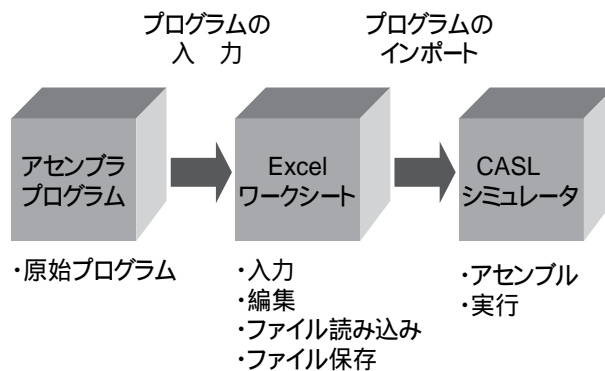 プログラムの
入　力
プログラムの
インポート
アセンブラ
プログラム
Excel
ワークシート
CASL
シミュレータ
・原始プログラム
・入力
・編集
・ファイル読み込み
・ファイル保存
・アセンブル
・実行